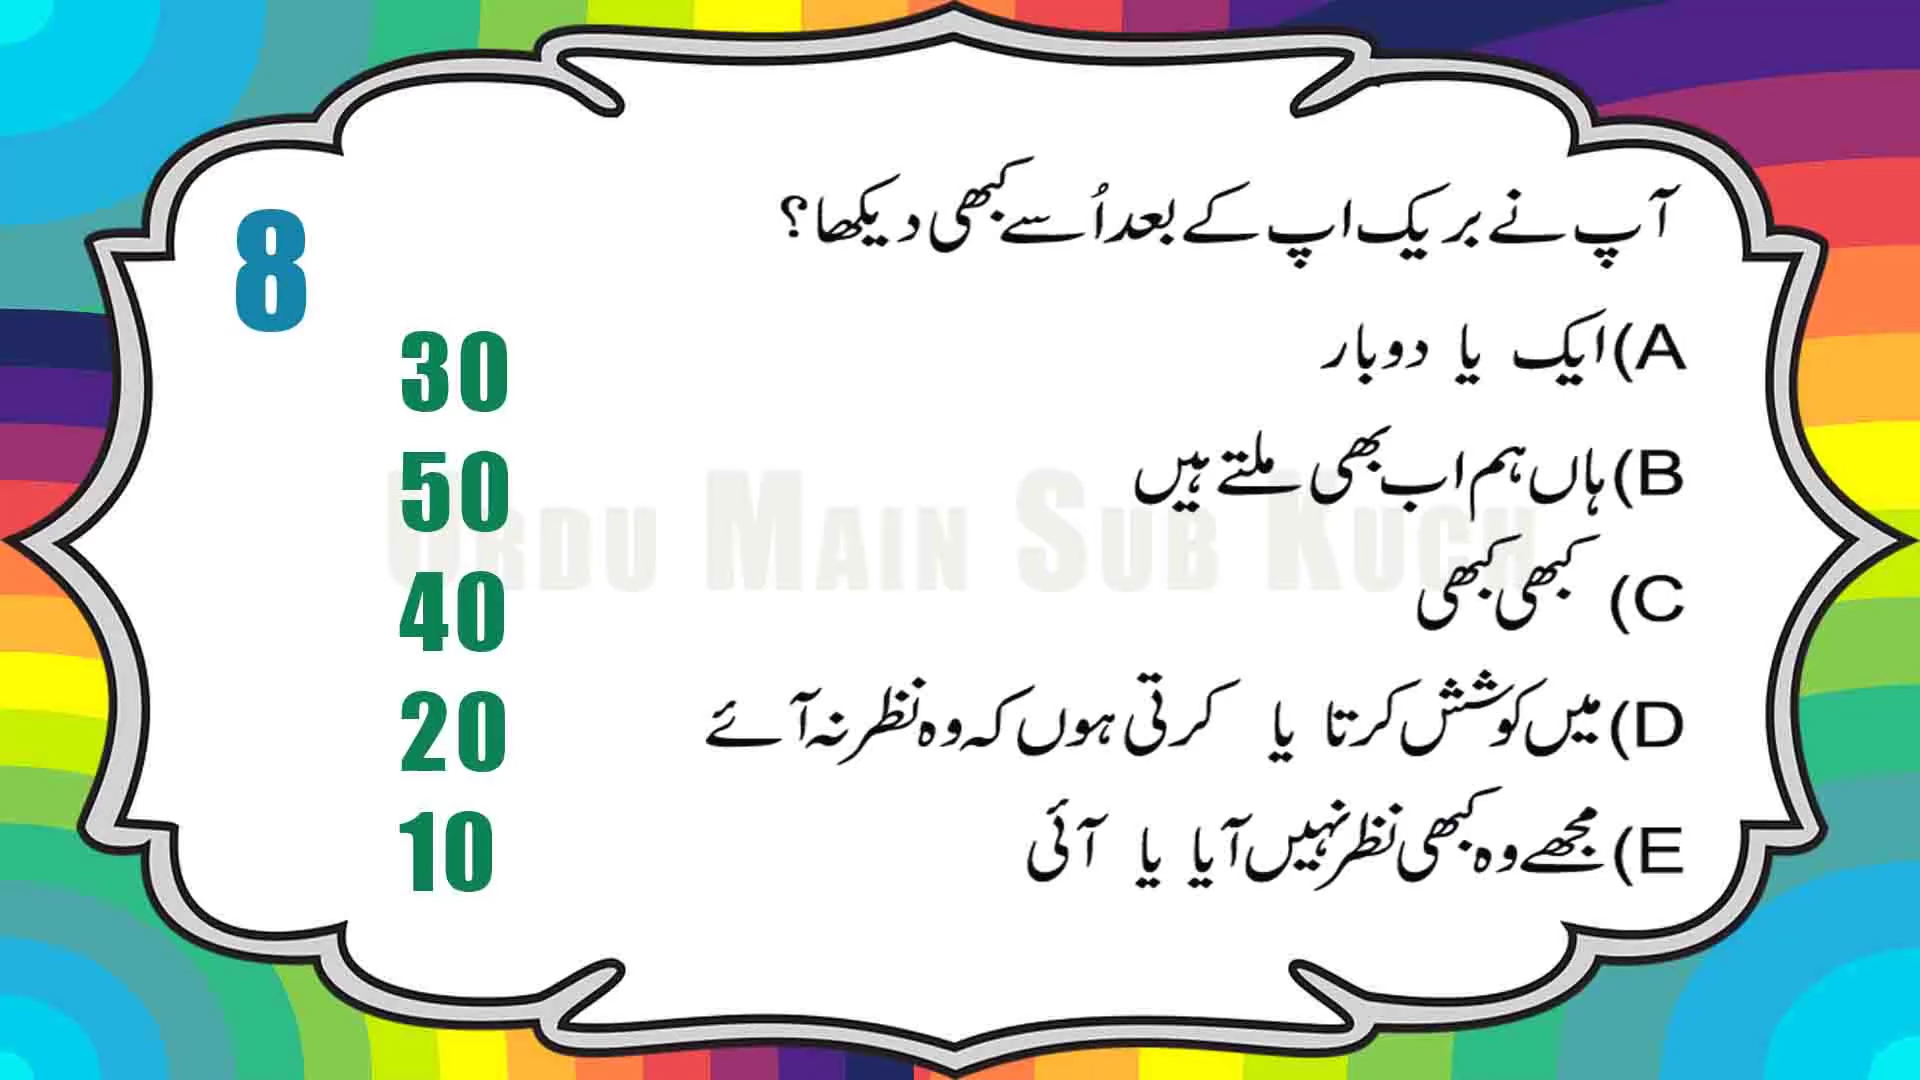 8
آپ نے بریک اپ کے بعد اُسے کبھی دیکھا؟
A) ایک یا دوبار
30
B) ہاں ہم اب بھی ملتے ہیں
50
C) کبھی کبھی
40
D) میں کوشش کرتا یا کرتی ہوں کہ وہ نظر نہ آئے
20
E) مجھے وہ کبھی نظر نہیں آیا یا آئی
10
URDU MAIN SUB KUCH